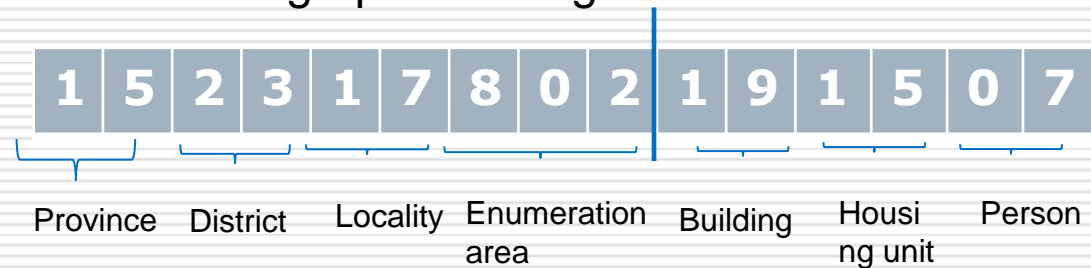 1 5 2 3 1 7 8 0 2 1 9 1 5 0 7
Province District Locality Enumeration area Building Housi ng unit Person